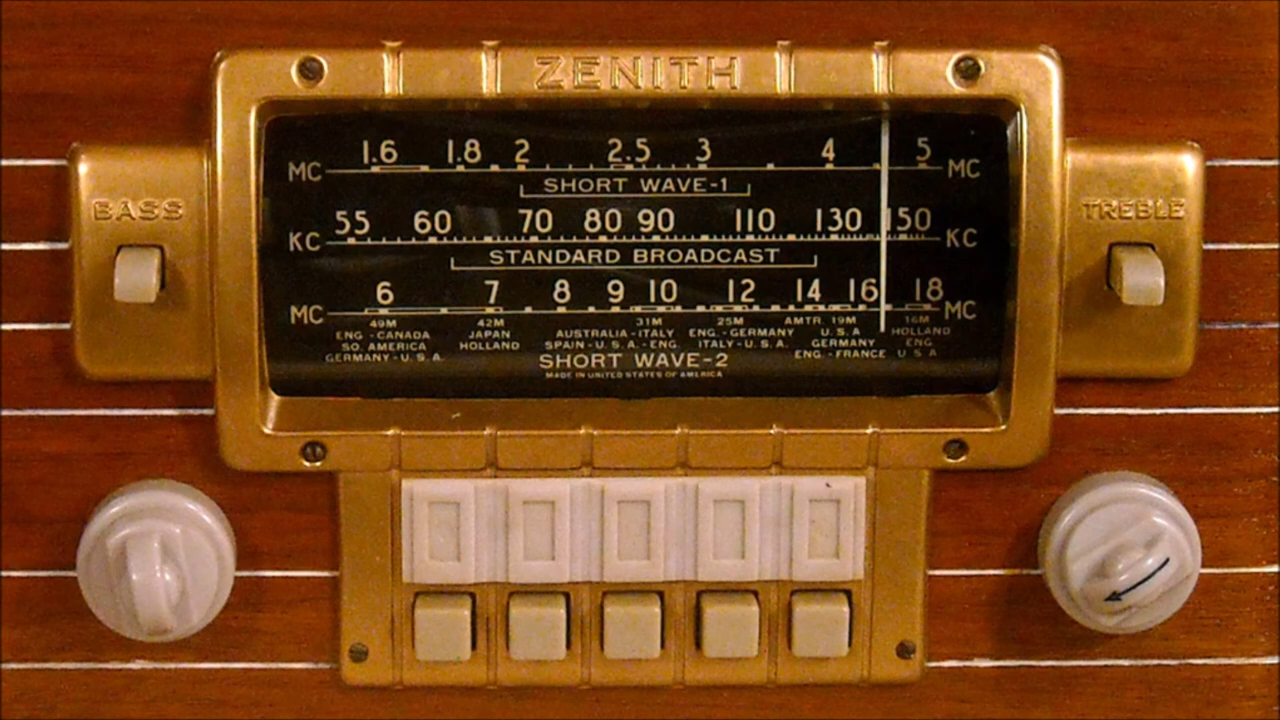 ZENITH
1.6 1.8 2 2.5 3 4 5
MC MC
SHORT WAVE-1
BASS TREBLE
55 60 70 80 90 110 130 150
KC KC
STANDARD BROADCAST
6 7 8 9 10 12 14 16 18
MC MC
49M 42M 31M 25M AMTR. 19M 16M
ENG - CANADA JAPAN AUSTRALIA - ITALY ENG. - GERMANY U.S.A HOLLAND
SO. AMERICA HOLLAND SPAIN - U.S.A. - ENG. ITALY - U.S.A. GERMANY ENG
GERMANY - U.S.A. ENG. - FRANCE U S A
SHORT WAVE-2
MADE IN UNITED STATES OF AMERICA